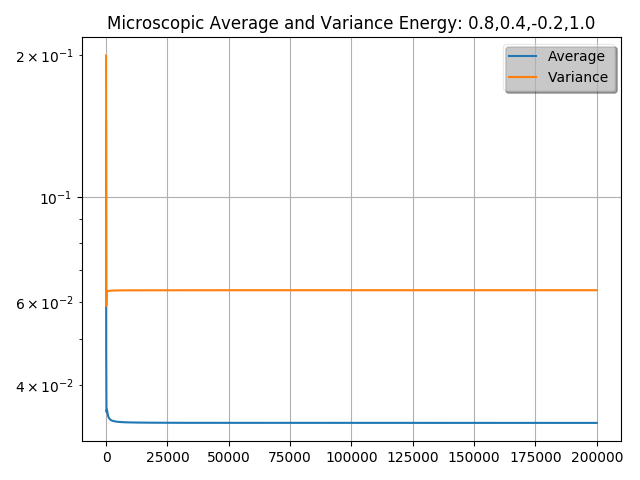 Microscopic Average and Variance Energy: 0.8,0.4,-0.2,1.0
Average
Variance
2 × 10⁻¹
10⁻¹
6 × 10⁻²
4 × 10⁻²
0 25000 50000 75000 100000 125000 150000 175000 200000